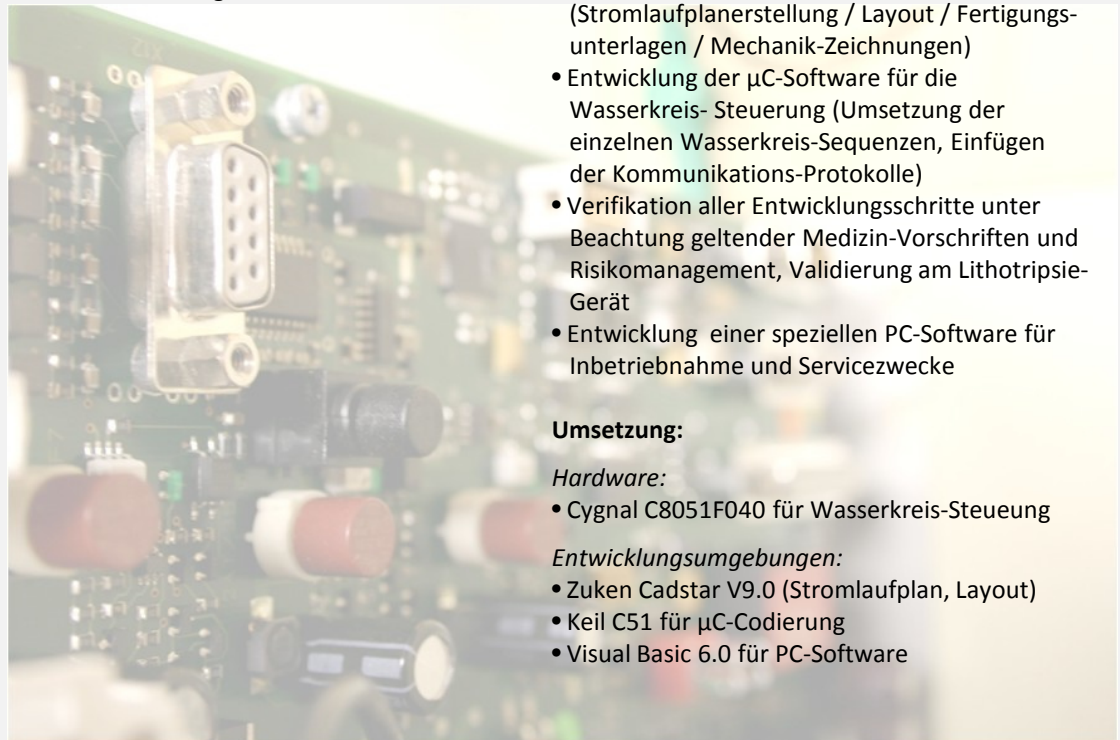 (Stromlaufplanerstellung / Layout / Fertigungs-
unterlagen / Mechanik-Zeichnungen)
• Entwicklung der µC-Software für die
Wasserkreis- Steuerung (Umsetzung der
einzelnen Wasserkreis-Sequenzen, Einfügen
der Kommunikations-Protokolle)
• Verifikation aller Entwicklungsschritte unter
Beachtung geltender Medizin-Vorschriften und
Risikomanagement, Validierung am Lithotripsie-
Gerät
• Entwicklung einer speziellen PC-Software für
Inbetriebnahme und Servicezwecke
Umsetzung:
Hardware:
• Cygnal C8051F040 für Wasserkreis-Steueung
Entwicklungsumgebungen:
• Zuken Cadstar V9.0 (Stromlaufplan, Layout)
• Keil C51 für µC-Codierung
• Visual Basic 6.0 für PC-Software